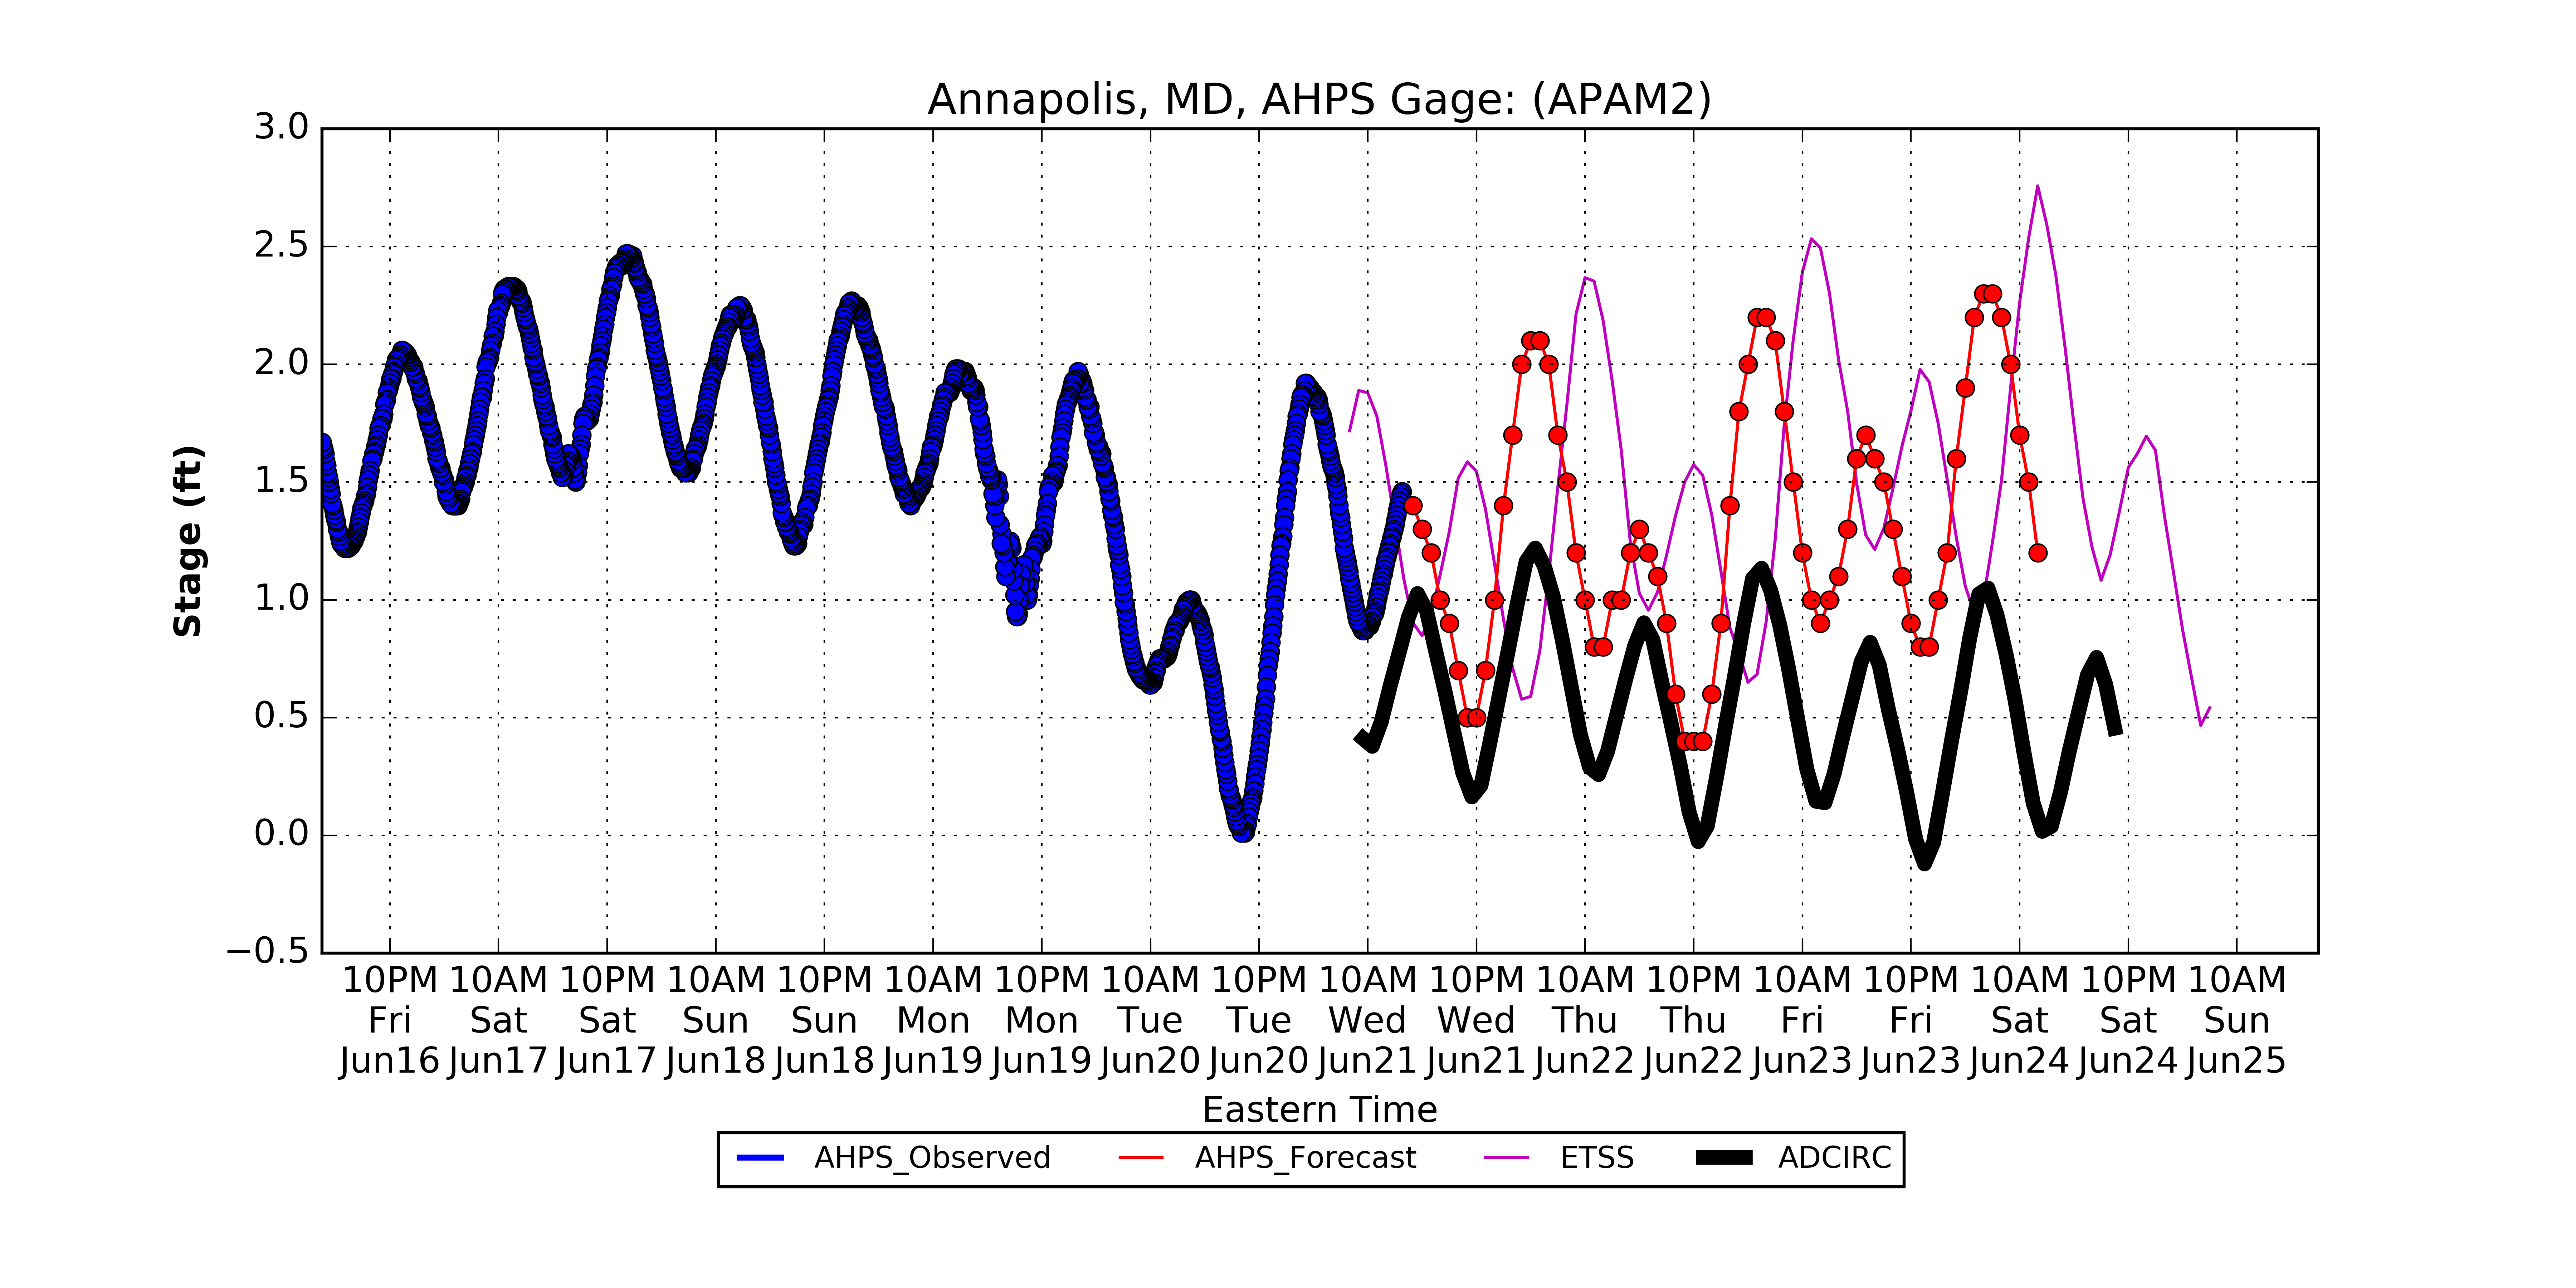 Annapolis, MD, AHPS Gage: (APAM2)
3.0
2.5
2.0
1.5
1.0
0.5
0.0
−0.5
Stage (ft)
10PM 10AM 10PM 10AM 10PM 10AM 10PM 10AM 10PM 10AM 10PM 10AM 10PM 10AM 10PM 10AM 10PM 10AM
Fri Sat Sat Sun Sun Mon Mon Tue Tue Wed Wed Thu Thu Fri Fri Sat Sat Sun
Jun16 Jun17 Jun17 Jun18 Jun18 Jun19 Jun19 Jun20 Jun20 Jun21 Jun21 Jun22 Jun22 Jun23 Jun23 Jun24 Jun24 Jun25
Eastern Time
AHPS_Observed AHPS_Forecast ETSS ADCIRC